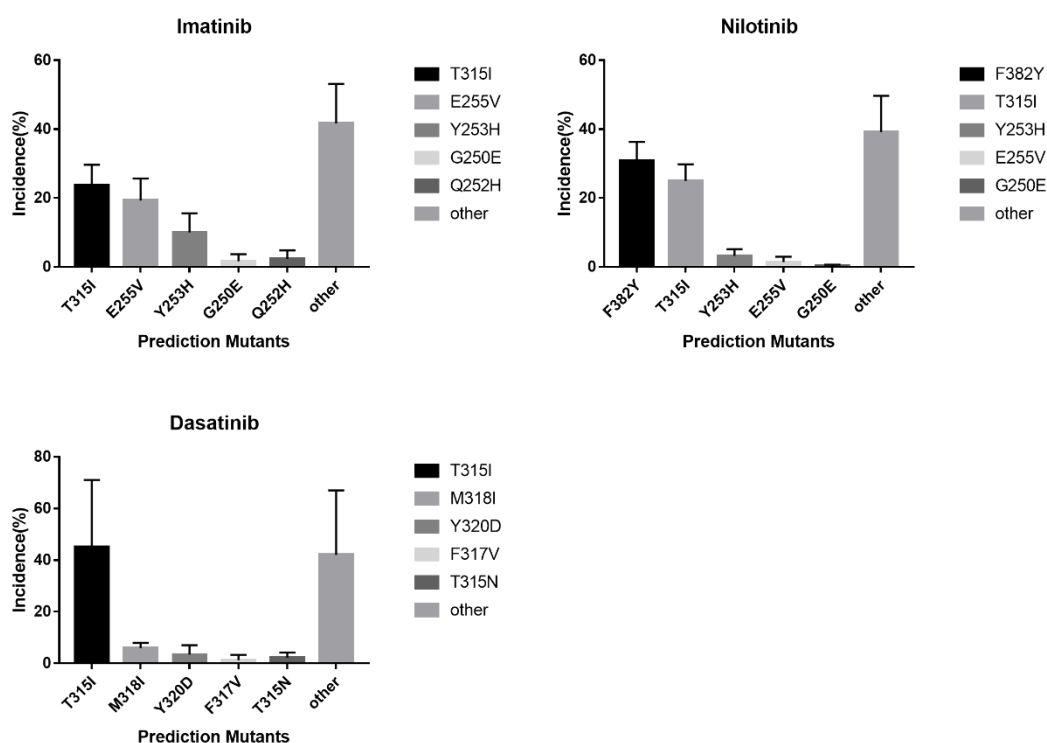 Imatinib
Incidence(%)
60
40
20
0
T315I
E255V
Y253H
G250E
Q252H
other
Prediction Mutants
T315I
E255V
Y253H
G250E
Q252H
other
Nilotinib
Incidence(%)
60
40
20
0
F382Y
T315I
Y253H
E255V
G250E
other
Prediction Mutants
F382Y
T315I
Y253H
E255V
G250E
other
Dasatinib
Incidence(%)
80
60
40
20
0
T315I
M318I
Y320D
F317V
T315N
other
Prediction Mutants
T315I
M318I
Y320D
F317V
T315N
other